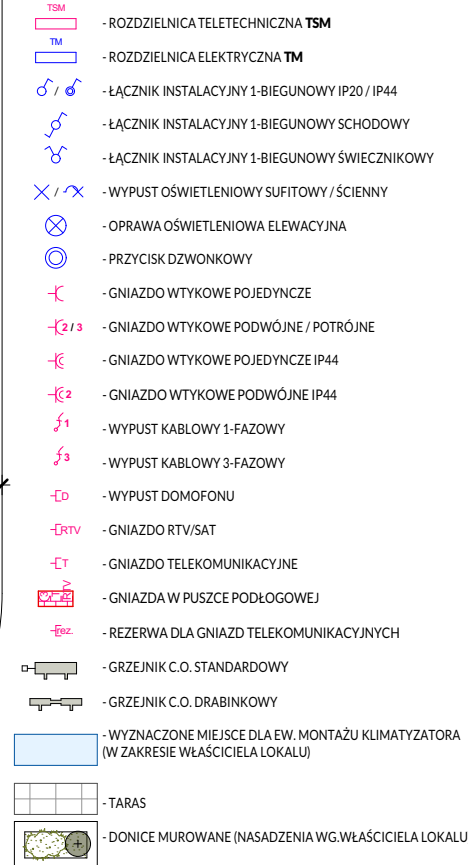 TSM - ROZDZIELNICA TELETECHNICZNA TSM
TM - ROZDZIELNICA ELEKTRYCZNA TM
/ - ŁĄCZNIK INSTALACYJNY 1-BIEGUNOWY IP20 / IP44
- ŁĄCZNIK INSTALACYJNY 1-BIEGUNOWY SCHODOWY
- ŁĄCZNIK INSTALACYJNY 1-BIEGUNOWY ŚWIECZNIKOWY
/ - WYPUST OŚWIETLENIOWY SUFITOWY / ŚCIENNY
- OPRAWA OŚWIETLENIOWA ELEWACYJNA
- PRZYCISK DZWONKOWY
- GNIAZDO WTYKOWE POJEDYNCZE
2 / 3 - GNIAZDO WTYKOWE PODWÓJNE / POTRÓJNE
- GNIAZDO WTYKOWE POJEDYNCZE IP44
2 - GNIAZDO WTYKOWE PODWÓJNE IP44
1 - WYPUST KABLOWY 1-FAZOWY
3 - WYPUST KABLOWY 3-FAZOWY
D - WYPUST DOMOFONU
RTV - GNIAZDO RTV/SAT
T - GNIAZDO TELEKOMUNIKACYJNE
- GNIAZDA W PUSZCE PODŁOGOWEJ
rez. - REZERWA DLA GNIAZD TELEKOMUNIKACYJNYCH
- GRZEJNIK C.O. STANDARDOWY
- GRZEJNIK C.O. DRABINKOWY
- WYZNACZONE MIEJSCE DLA EW. MONTAŻU KLIMATYZATORA
(W ZAKRESIE WŁAŚCICIELA LOKALU)
- TARAS
- DONICE MUROWANE (NASADZENIA WG.WŁAŚCICIELA LOKALU